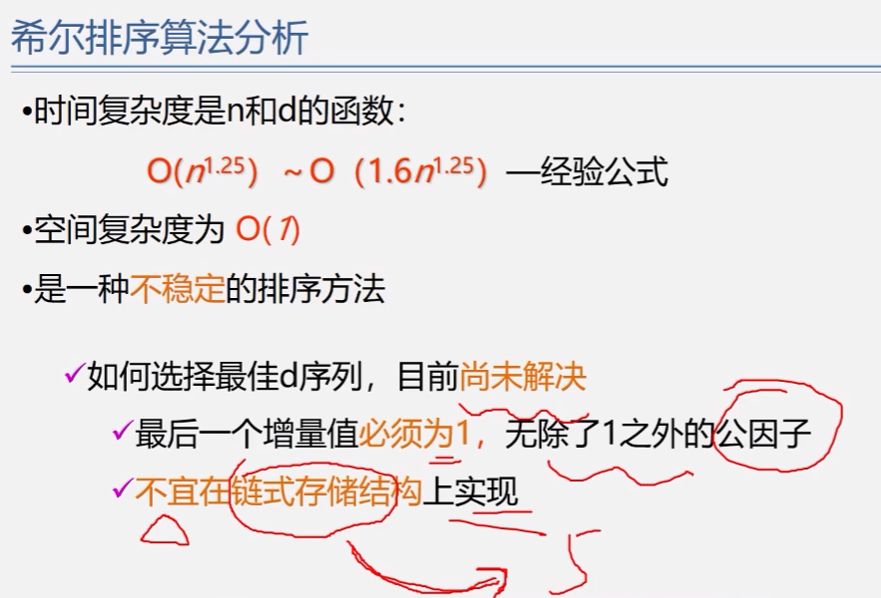 希尔排序算法分析
•时间复杂度是n和d的函数：
O(n^1.25) ~O（1.6n^1.25）—经验公式
•空间复杂度为 O(1)
•是一种不稳定的排序方法
✓如何选择最佳d序列，目前尚未解决
✓最后一个增量值必须为1，无除了1之外的公因子
✓不宜在链式存储结构上实现